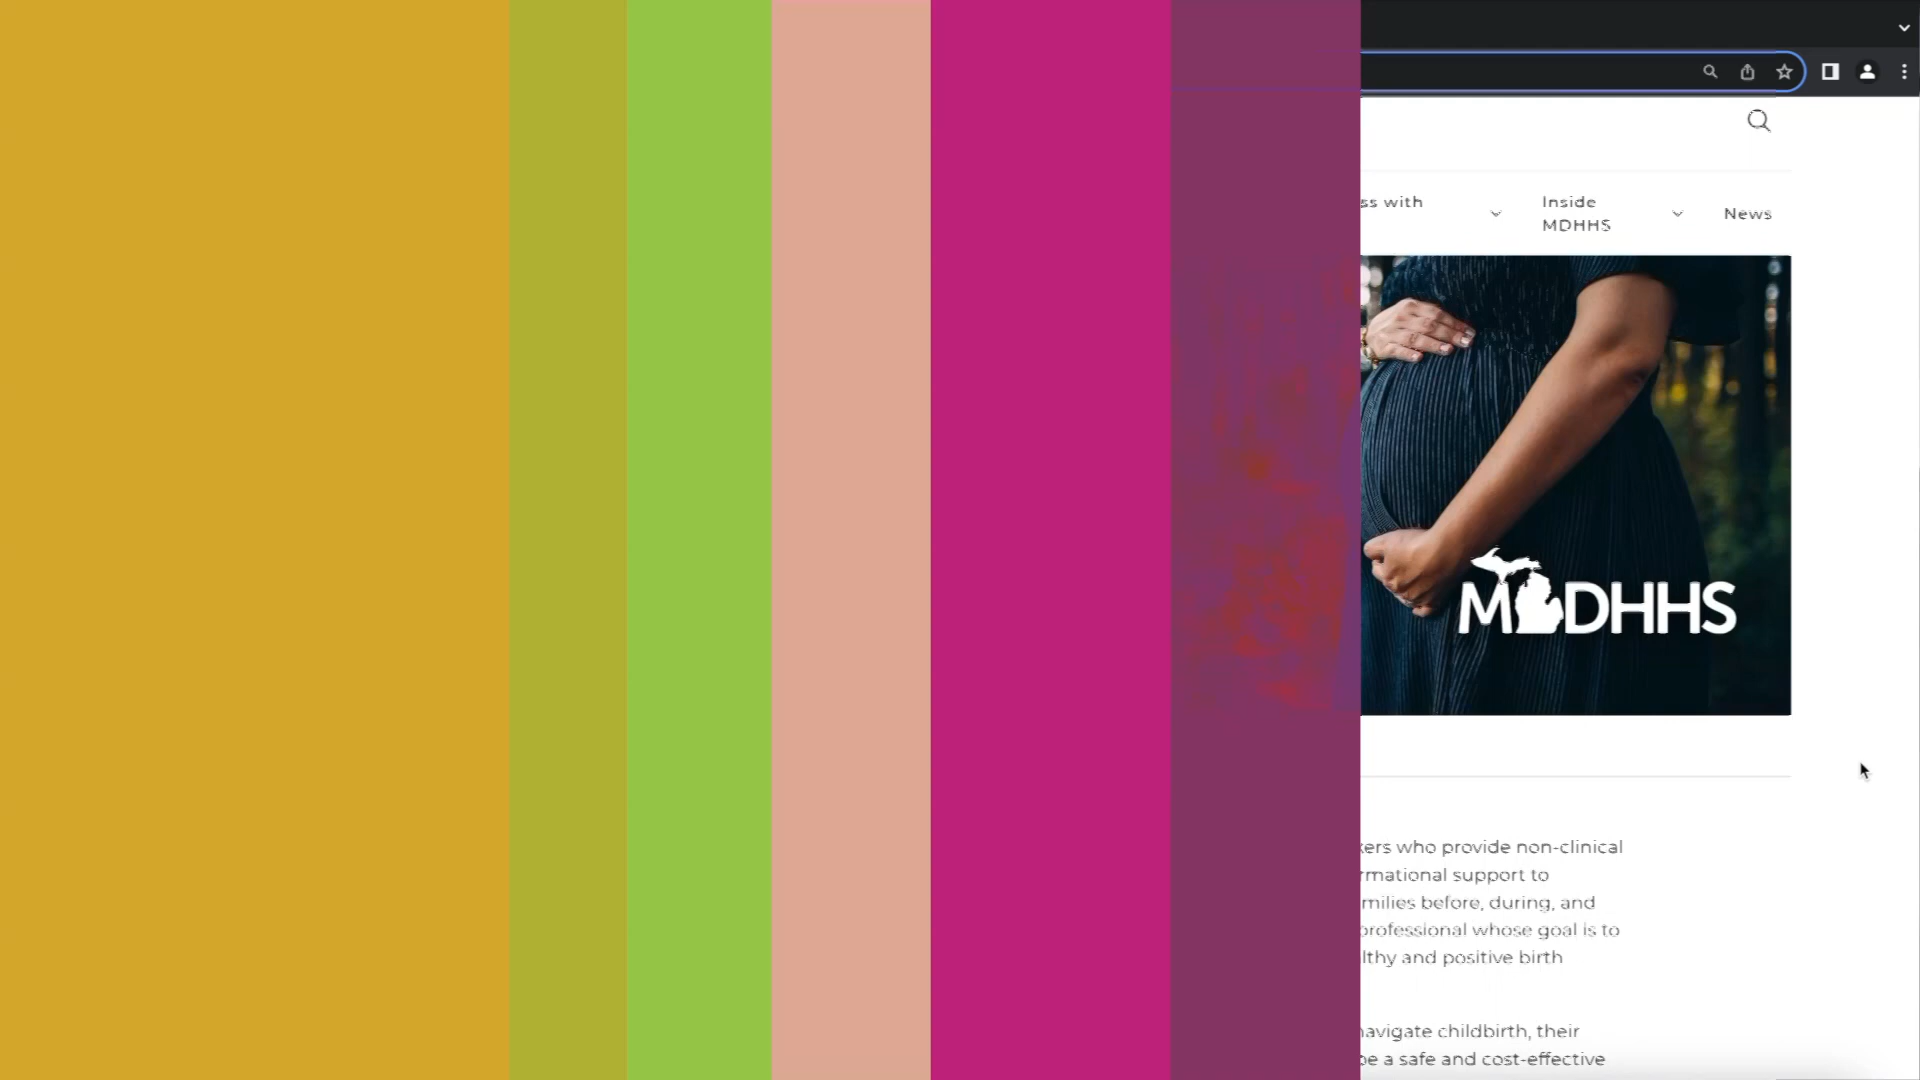 ss with
Inside
MDHHS
News
MDHHS
ers who provide non-clinical
rmational support to
milies before, during, and
professional whose goal is to
lthy and positive birth
navigate childbirth, their
be a safe and cost-effective